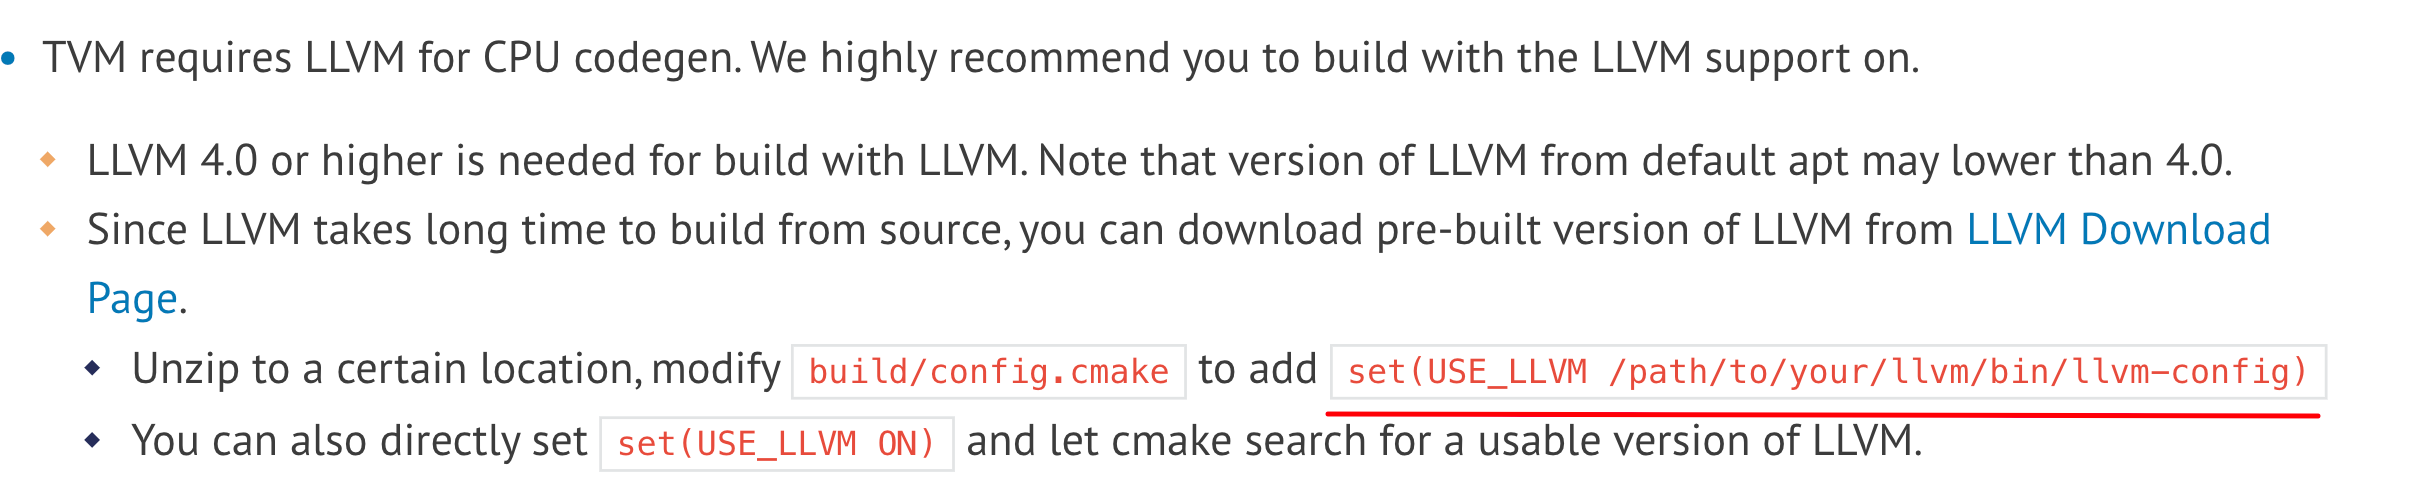 TVM requires LLVM for CPU codegen. We highly recommend you to build with the LLVM support on.
LLVM 4.0 or higher is needed for build with LLVM. Note that version of LLVM from default apt may lower than 4.0.
Since LLVM takes long time to build from source, you can download pre-built version of LLVM from LLVM Download
Page.
Unzip to a certain location, modify build/config.cmake to add set(USE_LLVM /path/to/your/llvm/bin/llvm-config)
You can also directly set set(USE_LLVM ON) and let cmake search for a usable version of LLVM.